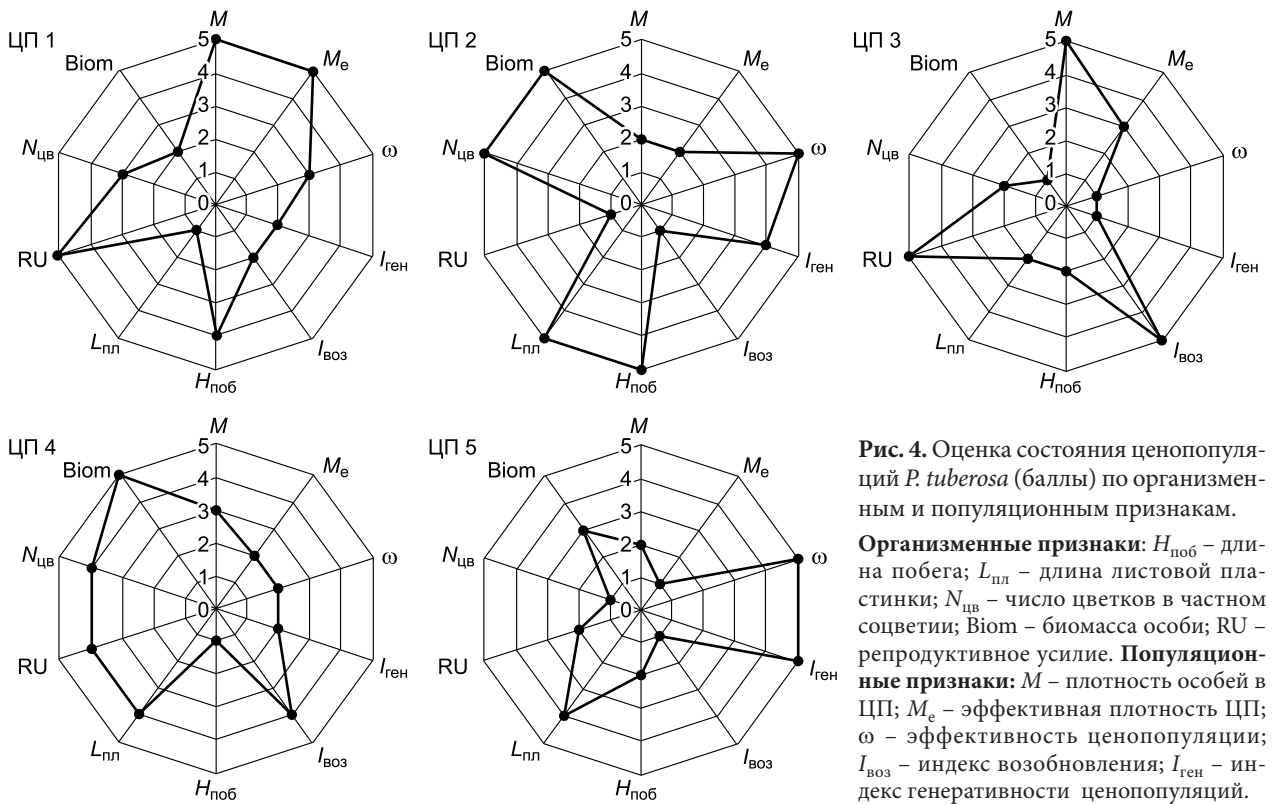 ЦП 1
M
Mе
ω
Iген
Iвоз
Hпоб
Lпл
RU
Nцв
Biom
5
4
3
2
1
0
ЦП 2
M
Mе
ω
Iген
Iвоз
Hпоб
Lпл
RU
Nцв
Biom
5
4
3
2
1
0
ЦП 3
M
Mе
ω
Iген
Iвоз
Hпоб
Lпл
RU
Nцв
Biom
5
4
3
2
1
0
ЦП 4
M
Mе
ω
Iген
Iвоз
Hпоб
Lпл
RU
Nцв
Biom
5
4
3
2
1
0
ЦП 5
M
Mе
ω
Iген
Iвоз
Hпоб
Lпл
RU
Nцв
Biom
5
4
3
2
1
0
Рис. 4. Оценка состояния ценопопуля-
ций P. tuberosa (баллы) по организмен-
ным и популяционным признакам.
Организменные признаки: Hпоб – дли-
на побега; Lпл – длина листовой пла-
стинки; Nцв – число цветков в частном
соцветии; Biom – биомасса особи; RU –
репродуктивное усилие. Популяцион-
ные признаки: M – плотность особей в
ЦП; Mе – эффективная плотность ЦП;
ω – эффективность ценопопуляции;
Iвоз – индекс возобновления; Iген – ин-
декс генеративности ценопопуляций.